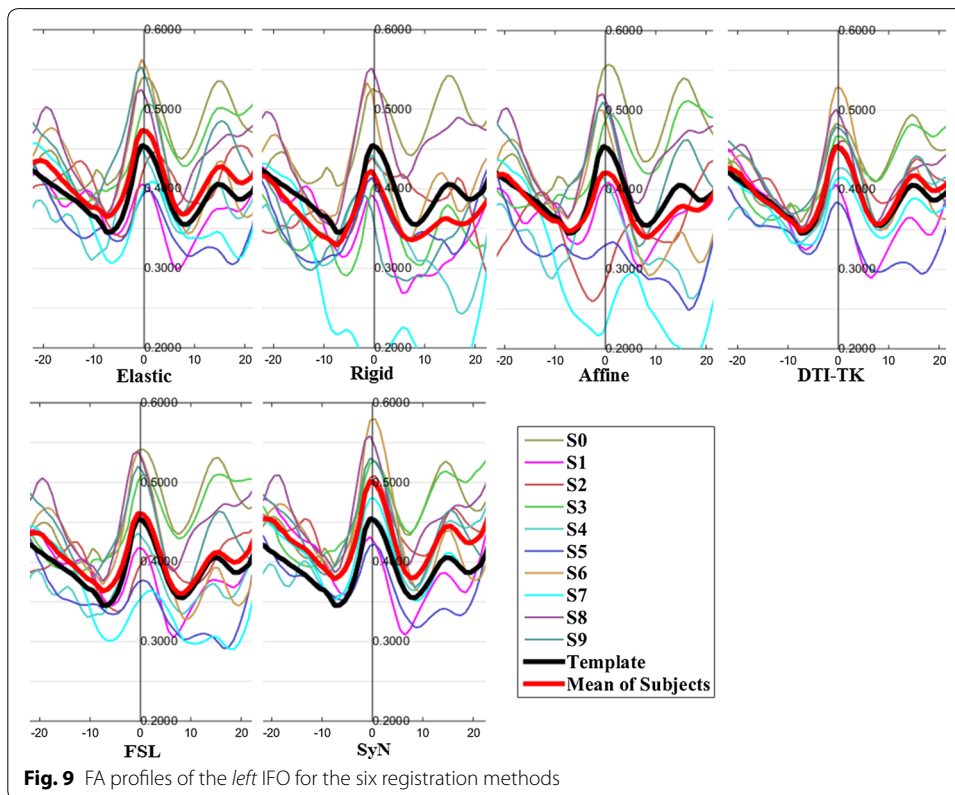 0.6000 0.6000 0.6000 0.6000
0.5000 0.5000 0.5000 0.5000
0.4000 0.4000 0.4000 0.4000
0.3000 0.3000 0.3000 0.3000
0.2000 0.2000 0.2000 0.2000
-20 -10 0 10 20 -20 -10 0 10 20 -20 -10 0 10 20 -20 -10 0 10 20
Elastic Rigid Affine DTI-TK
0.6000 0.6000
0.5000 0.5000
0.4000 0.4000
0.3000 0.3000
0.2000 0.2000
-20 -10 0 10 20 -20 -10 0 10 20
FSL SyN
S0
S1
S2
S3
S4
S5
S6
S7
S8
S9
Template
Mean of Subjects
Fig. 9 FA profiles of the left IFO for the six registration methods